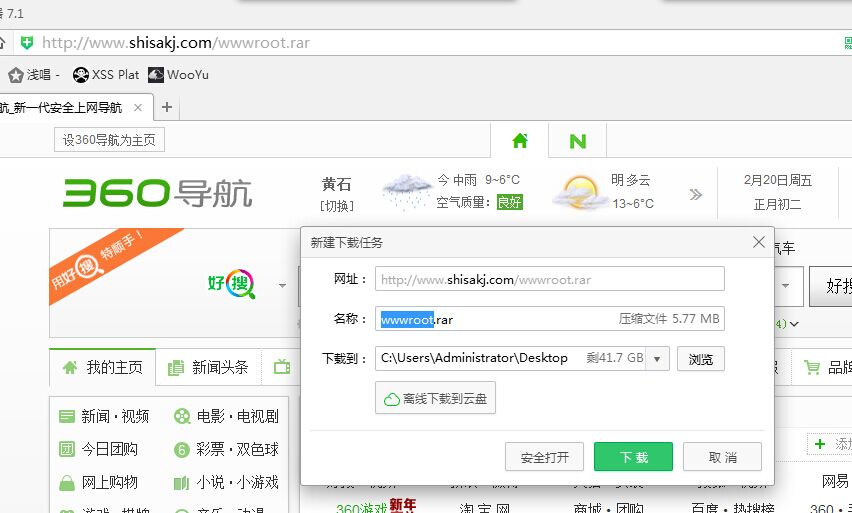 7.1
http://www.shisakj.com/wwwroot.rar
浅唱 - XSS Plat WooYu
航_新一代安全上网导航 × +
设360导航为主页 N
360导航 黄石 [切换] 今 中雨 9~6°C 空气质量: 良好 明 多云 13~6°C 2月20日周五 正月初二
用好搜 特顺手！
好搜
汽车
好搜
4)
新建下载任务
网址： http://www.shisakj.com/wwwroot.rar
名称： wwwroot.rar 压缩文件 5.77 MB
下载到： C:\Users\Administrator\Desktop 剩41.7 GB 浏览
离线下载到云盘
安全打开 下 载 取 消
我的主页 新闻头条 品牌
新闻·视频 电影·电视剧
今日团购 彩票·双色球
网上购物 小说·小游戏
+ 添加
网易
360游戏 新年 淘 宝 网 商城·团购 百度·热搜榜 360·